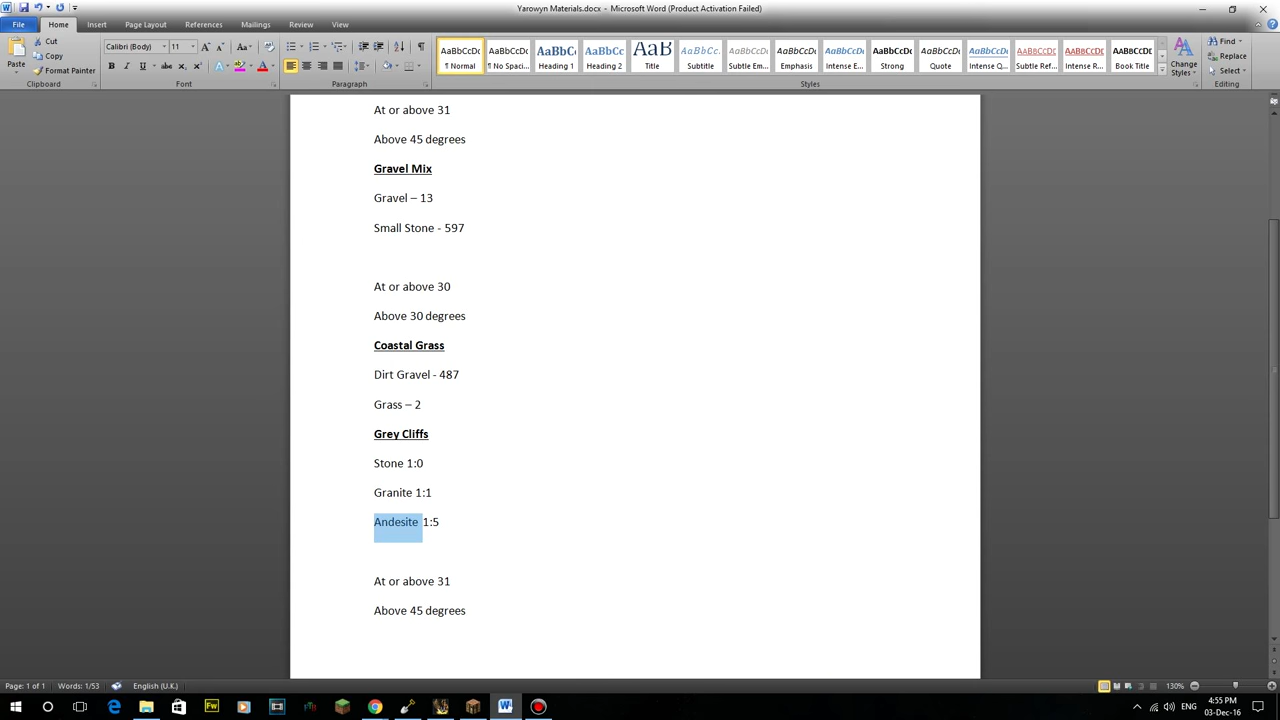 Yarowyn Materials.docx - Microsoft Word (Product Activation Failed)
File Home Insert Page Layout References Mailings Review View
Paste
Cut
Copy
Format Painter
Clipboard
Calibri (Body) 11
Font
Paragraph
AaBbCcDc ¶ Normal
AaBbCcDc ¶ No Spaci...
AaBbC( Heading 1
AaBbCc Heading 2
AaB Title
AaBbCc. Subtitle
AaBbCcDc Subtle Em...
AaBbCcDc Emphasis
AaBbCcDc Intense E...
AaBbCcDc Strong
AaBbCcDc Quote
AaBbCcDc Intense Q...
AaBbCcDc Subtle Ref...
AaBbCcDc Intense R...
AaBbCcDc Book Title
Change Styles
Styles
Find
Replace
Select
Editing
At or above 31
Above 45 degrees
Gravel Mix
Gravel – 13
Small Stone - 597
At or above 30
Above 30 degrees
Coastal Grass
Dirt Gravel - 487
Grass – 2
Grey Cliffs
Stone 1:0
Granite 1:1
Andesite 1:5
At or above 31
Above 45 degrees
Page: 1 of 1 Words: 1/53 English (U.K.) 130%
Fw ENG 4:55 PM
03-Dec-16